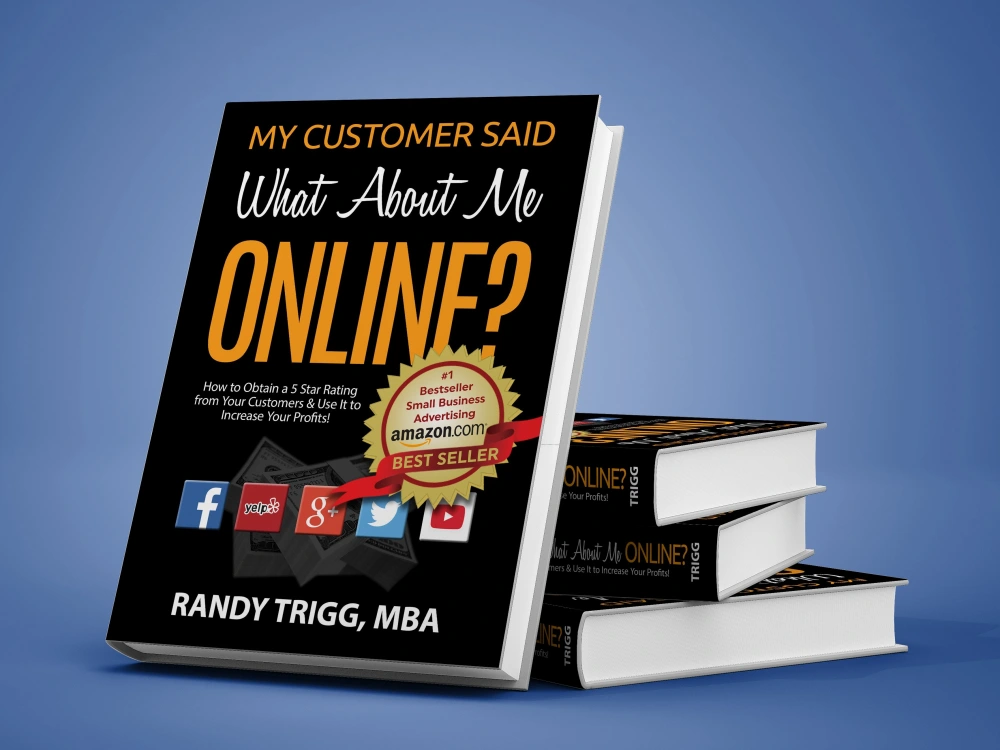 MY CUSTOMER SAID
What About Me
ONLINE?
How to Obtain a 5 Star Rating
from Your Customers & Use It to
Increase Your Profits!
#1
Bestseller
Small Business
Advertising
amazon.com
BEST SELLER
f
yelp
g+
RANDY TRIGG, MBA
ONLINE?
se Your Profits!
TRIGG
What About Me ONLINE?
mers & Use It to Increase Your Profits!
TRIGG
LINE?
TRIGG